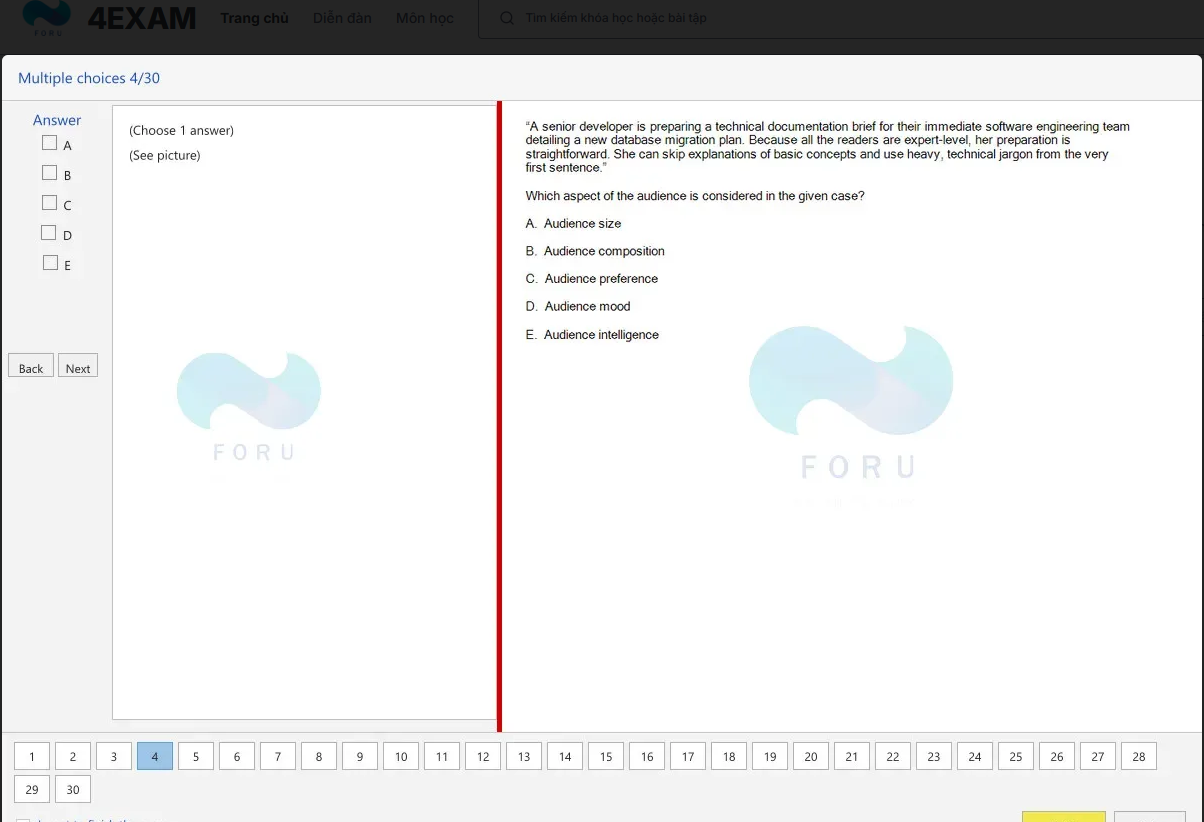 FORU
4EXAM Trang chủ Diễn đàn Môn học Tìm kiếm khóa học hoặc bài tập
Multiple choices 4/30
Answer
A
B
C
D
E
Back Next
(Choose 1 answer)
(See picture)
FORU
“A senior developer is preparing a technical documentation brief for their immediate software engineering team
detailing a new database migration plan. Because all the readers are expert-level, her preparation is
straightforward. She can skip explanations of basic concepts and use heavy, technical jargon from the very
first sentence.”
Which aspect of the audience is considered in the given case?
A. Audience size
B. Audience composition
C. Audience preference
D. Audience mood
E. Audience intelligence
FORU
1 2 3 4 5 6 7 8 9 10 11 12 13 14 15 16 17 18 19 20 21 22 23 24 25 26 27 28
29 30